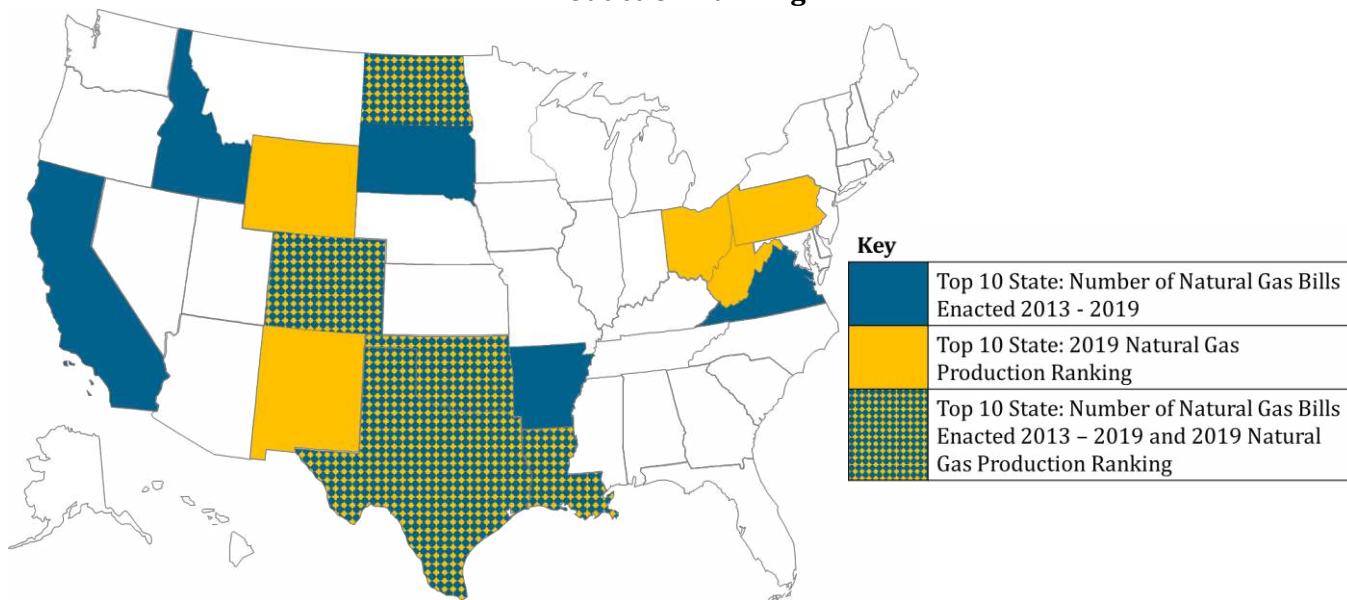 Key
Top 10 State: Number of Natural Gas Bills
Enacted 2013 - 2019
Top 10 State: 2019 Natural Gas
Production Ranking
Top 10 State: Number of Natural Gas Bills
Enacted 2013 – 2019 and 2019 Natural
Gas Production Ranking